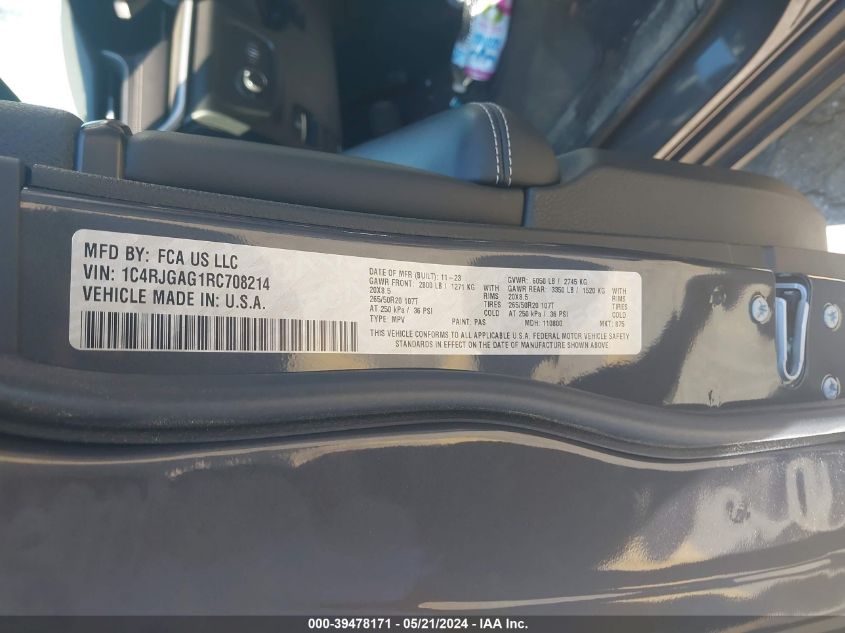 MFD BY: FCA US LLC
VIN: 1C4RJGAG1RC708214
VEHICLE MADE IN: U.S.A.
DATE OF MFR (BUILT): 11-23
GVWR: 6050 LB / 2745 KG
GAWR FRONT: 2800 LB / 1271 KG WITH
GAWR REAR: 3350 LB / 1520 KG WITH
20X8.5 RIMS
20X8.5 RIMS
265/50R20 107T TIRES
265/50R20 107T TIRES
AT 250 kPa / 36 PSI COLD
AT 250 kPa / 36 PSI COLD
TYPE: MPV PAINT: PAS MDH: 110800 MKT: 875
THIS VEHICLE CONFORMS TO ALL APPLICABLE U.S.A. FEDERAL MOTOR VEHICLE SAFETY
STANDARDS IN EFFECT ON THE DATE OF MANUFACTURE SHOWN ABOVE.
000-39478171 - 05/21/2024 - IAA Inc.